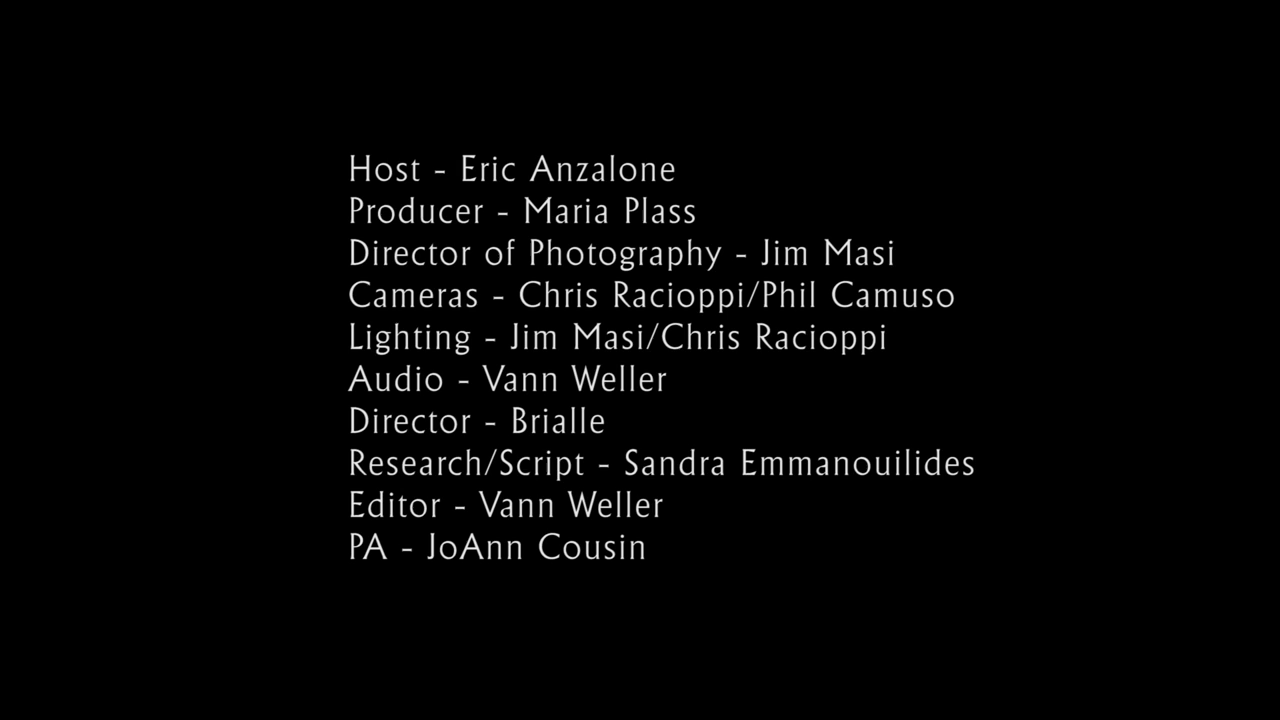 Host - Eric Anzalone
Producer - Maria Plass
Director of Photography - Jim Masi
Cameras - Chris Racioppi/Phil Camuso
Lighting - Jim Masi/Chris Racioppi
Audio - Vann Weller
Director - Brialle
Research/Script - Sandra Emmanouilides
Editor - Vann Weller
PA - JoAnn Cousin